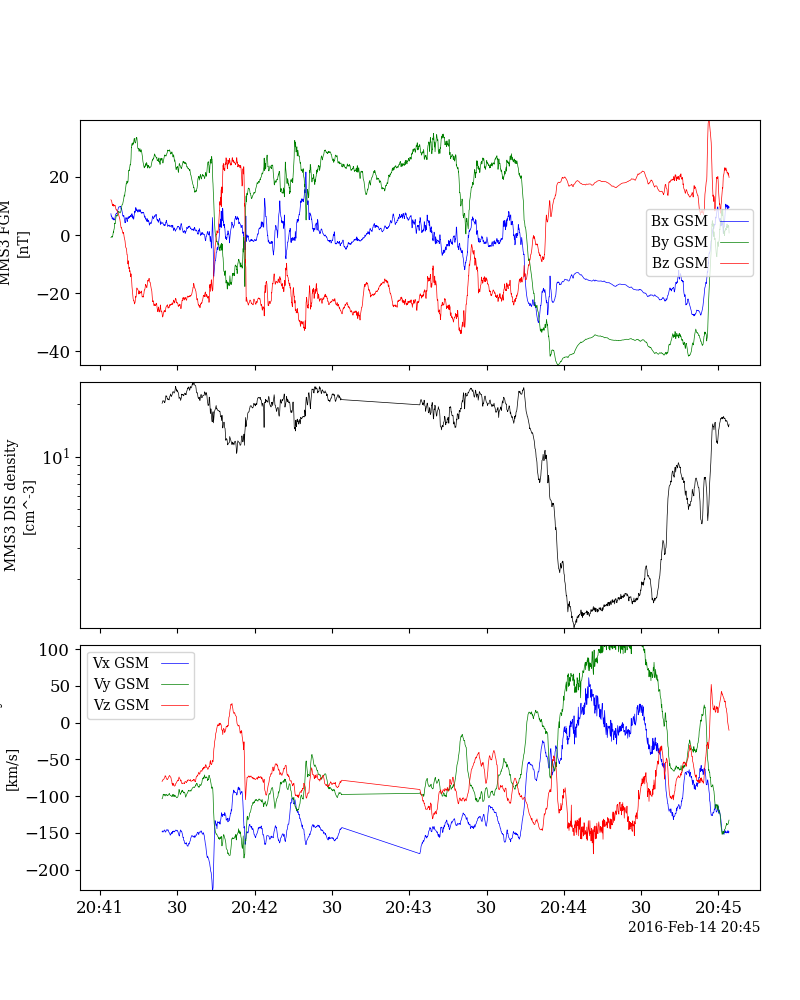 MMS3 FGM
[nT]
20
0
−20
−40
Bx GSM
By GSM
Bz GSM
MMS3 DIS density
[cm^-3]
10^1
[km/s]
100
50
0
−50
−100
−150
−200
Vx GSM
Vy GSM
Vz GSM
20:41 30 20:42 30 20:43 30 20:44 30 20:45
2016-Feb-14 20:45